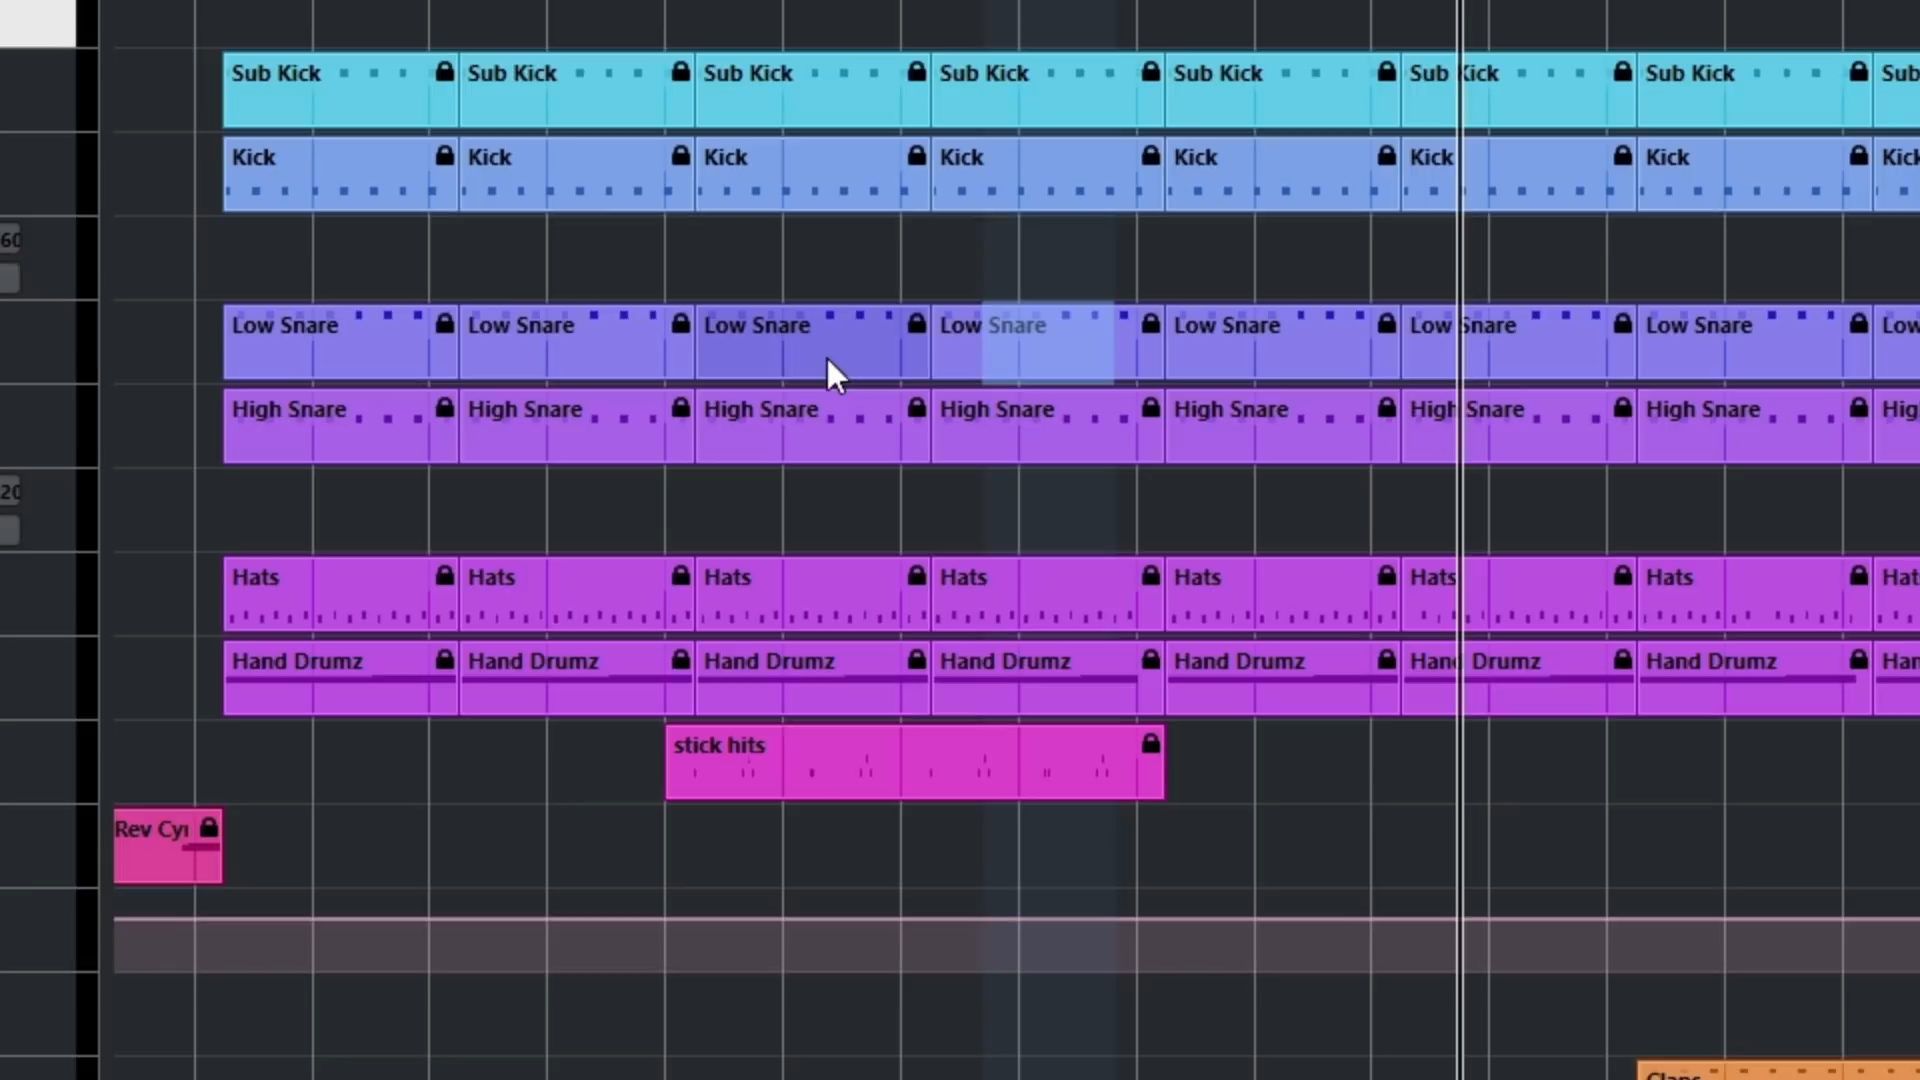 Sub Kick Sub Kick Sub Kick Sub Kick Sub Kick Sub Kick Sub Kick Sub
Kick Kick Kick Kick Kick Kick Kick Kick
60
Low Snare Low Snare Low Snare Low Snare Low Snare Low Snare Low Snare Low
High Snare High Snare High Snare High Snare High Snare High Snare High Snare Hig
20
Hats Hats Hats Hats Hats Hats Hats Hat
Hand Drumz Hand Drumz Hand Drumz Hand Drumz Hand Drumz Hand Drumz Hand Drumz Han
stick hits
Rev Cy
Claps